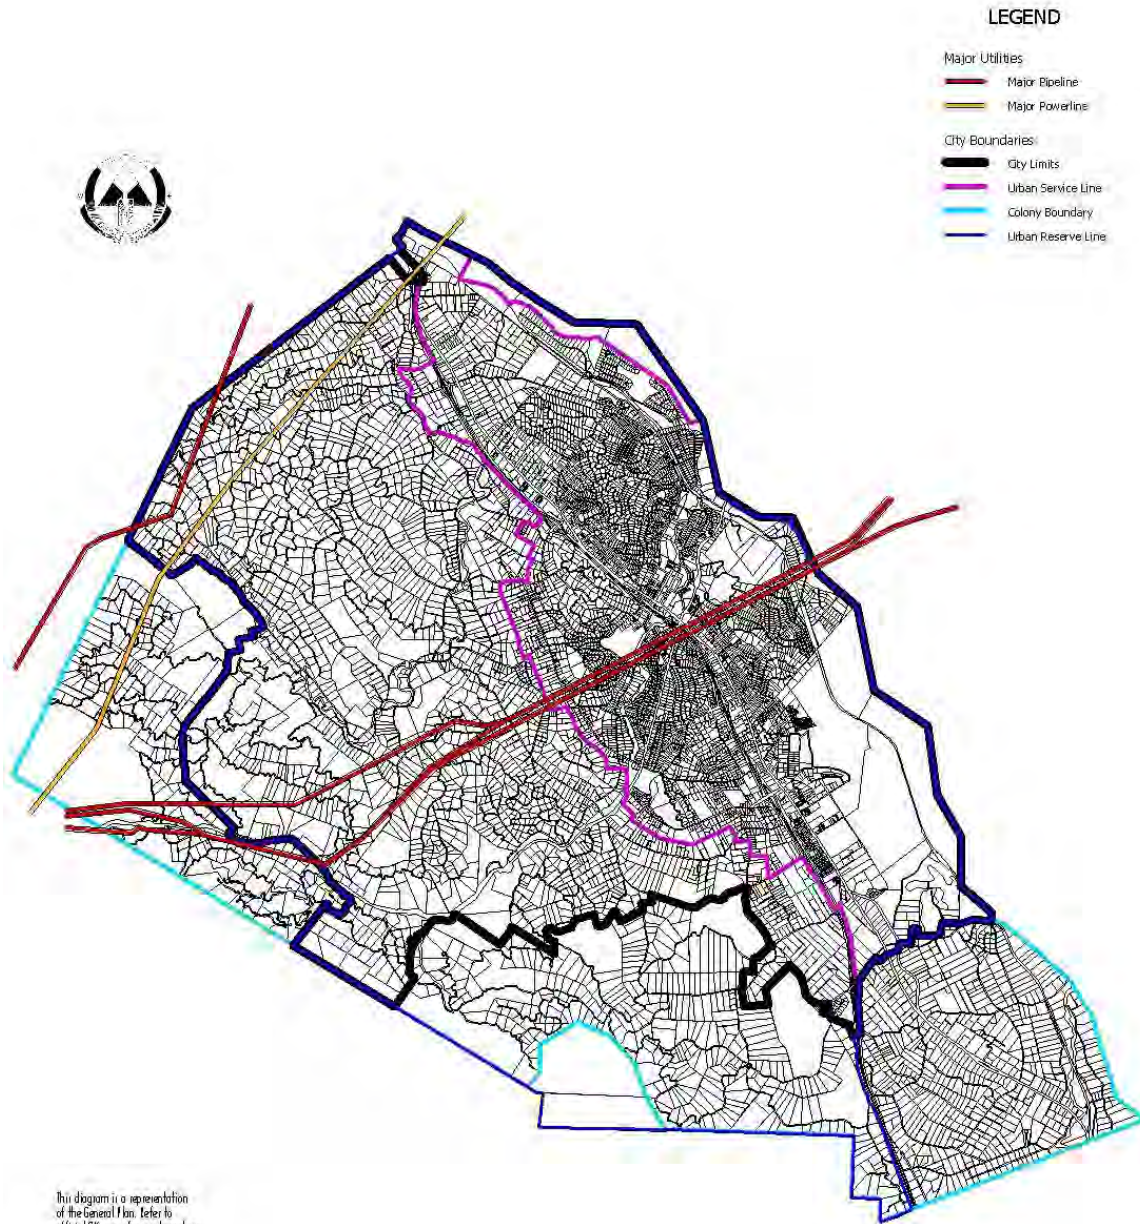 LEGEND
Major Utilities
Major Pipeline
Major Powerline
City Boundaries
City Limits
Urban Service Line
Colony Boundary
Urban Reserve Line
This diagram is a representation
of the General Plan. Refer to